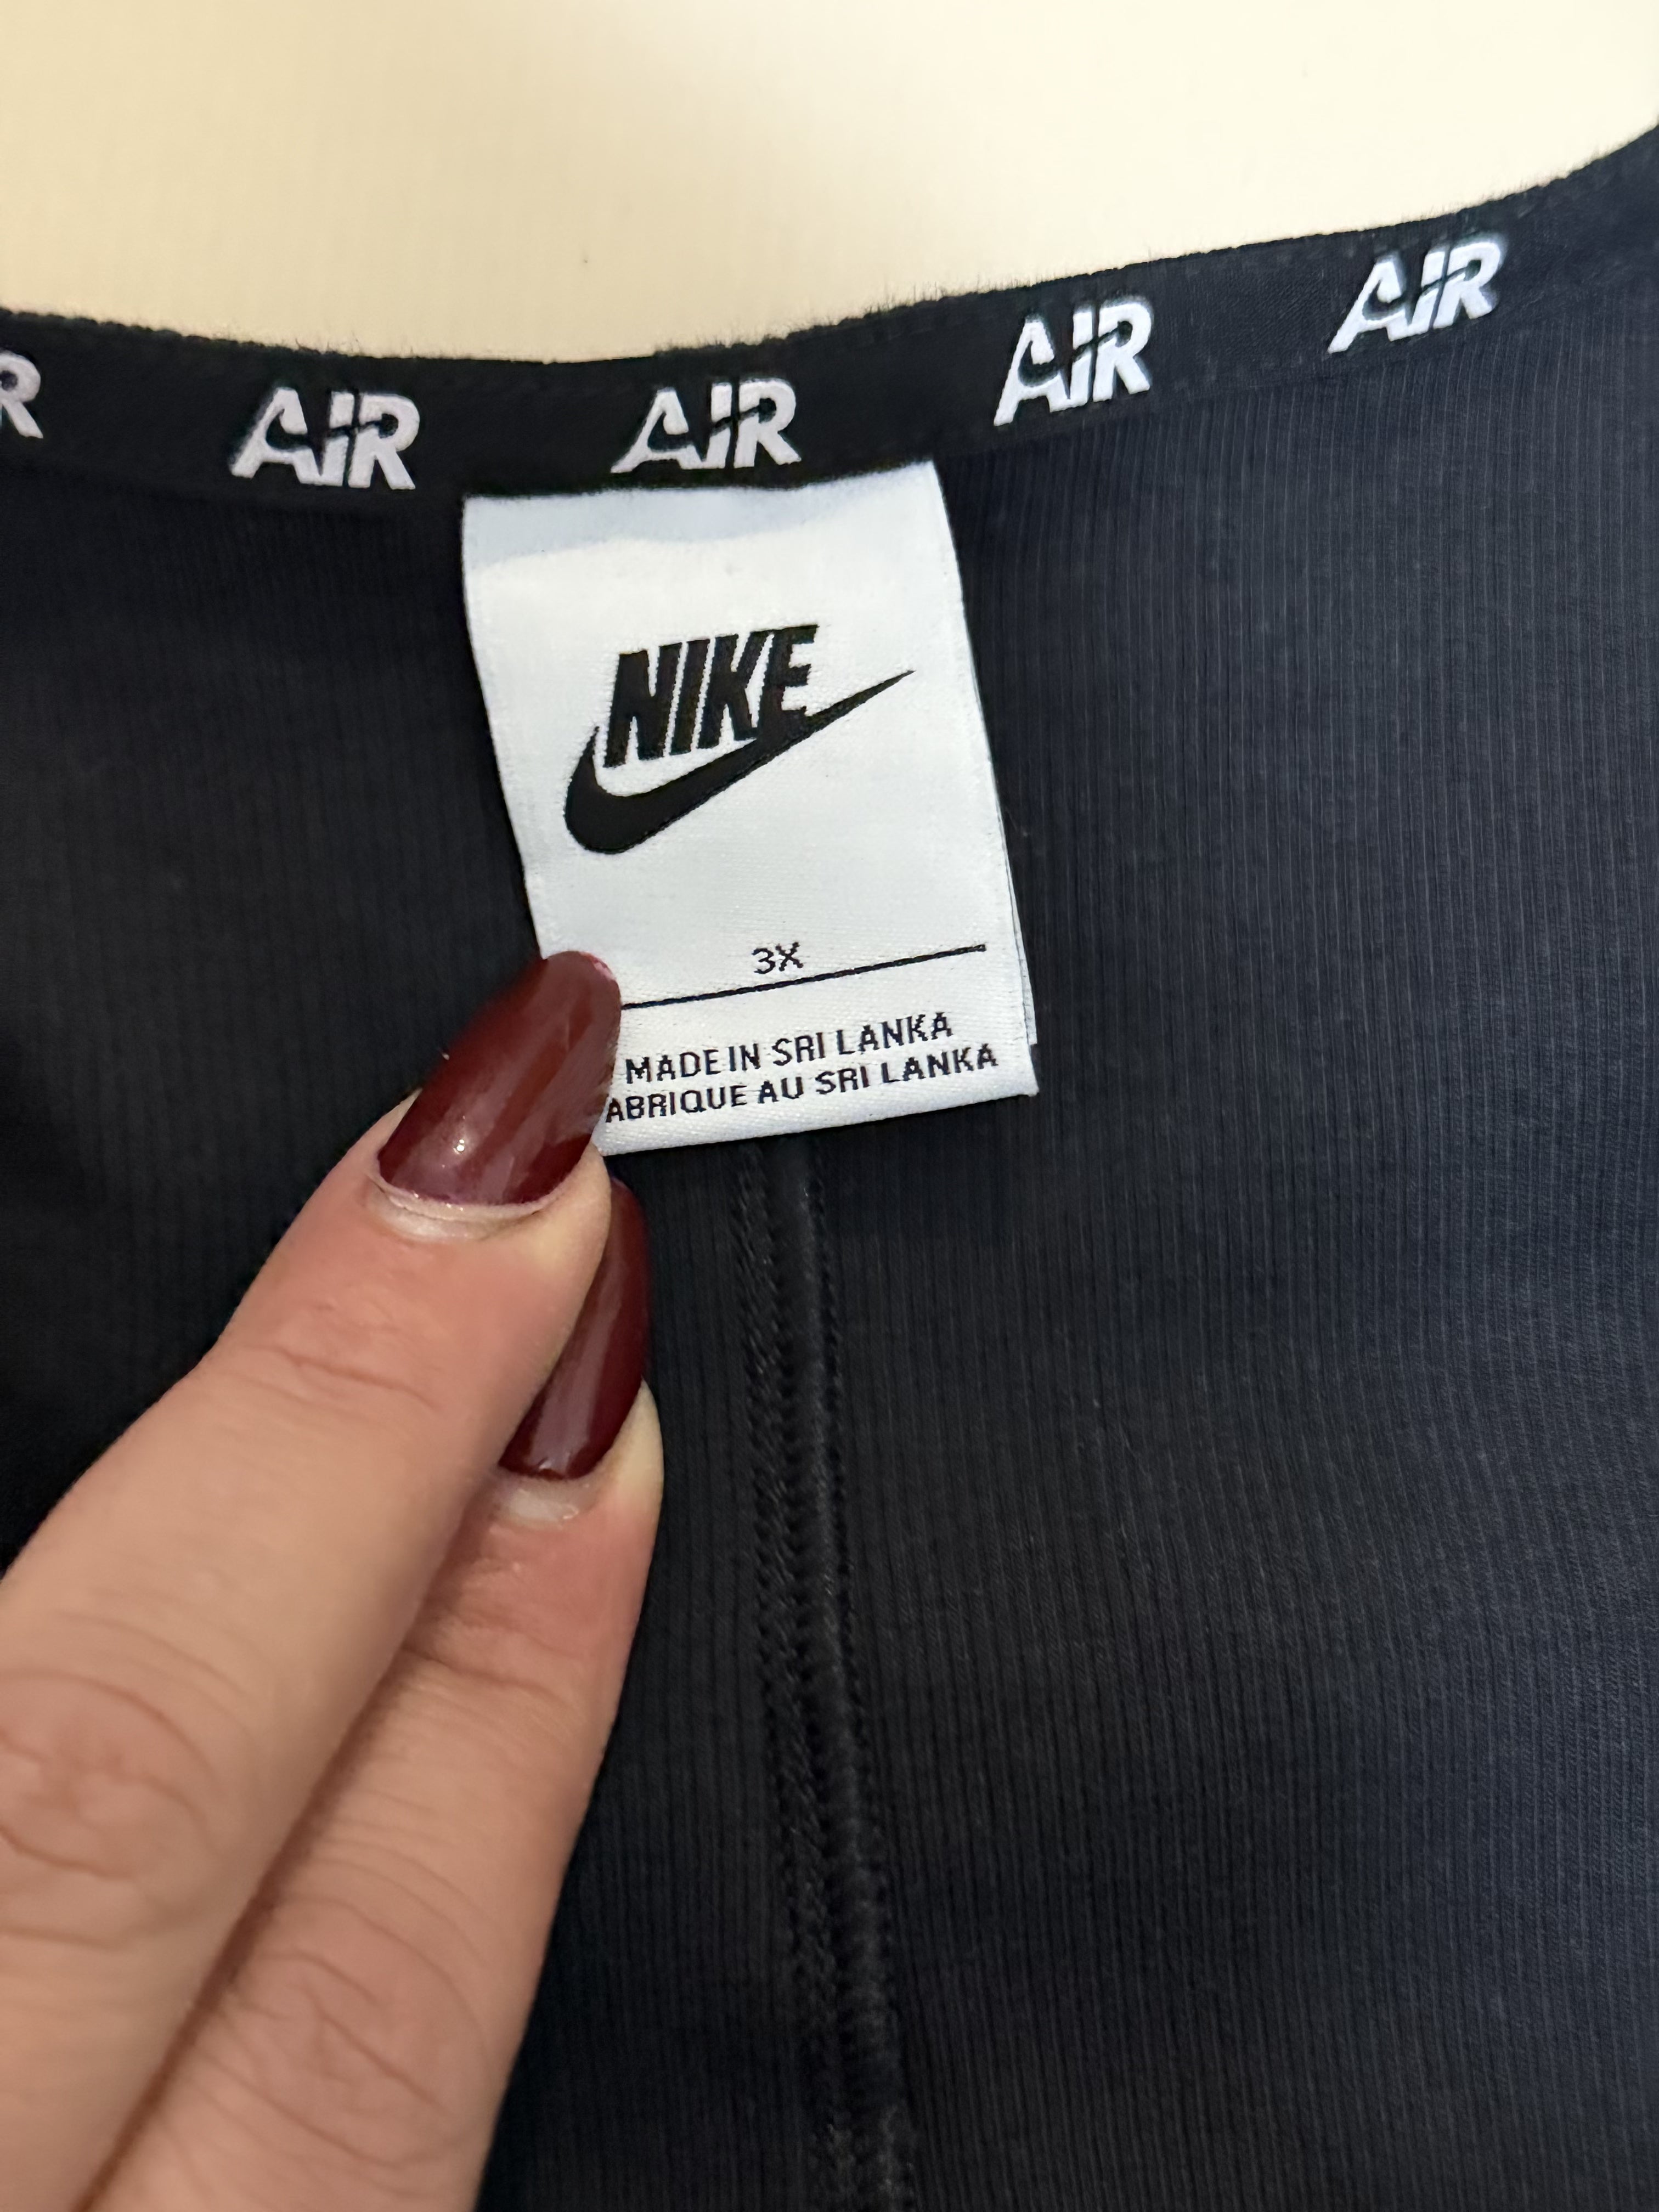 AIR AIR AIR AIR
NIKE
3X
MADE IN SRI LANKA
ABRIQUE AU SRI LANKA